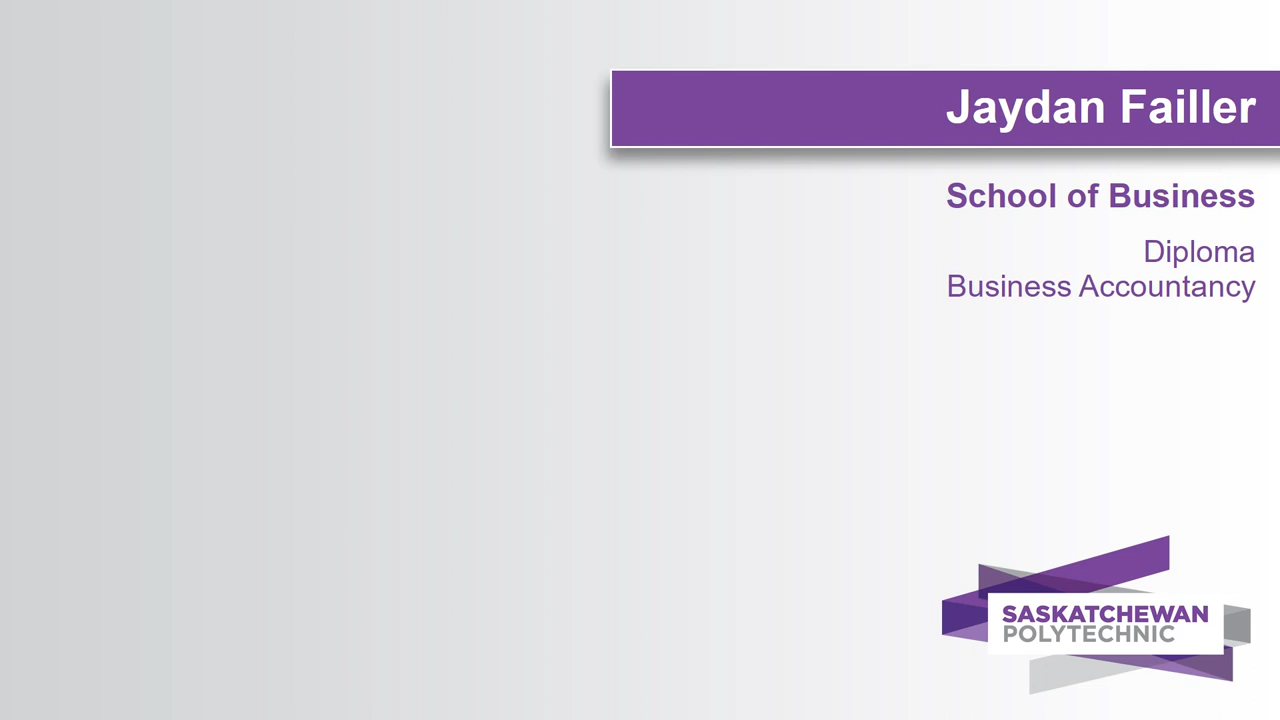 Jaydan Failler
School of Business
Diploma
Business Accountancy
SASKATCHEWAN
POLYTECHNIC